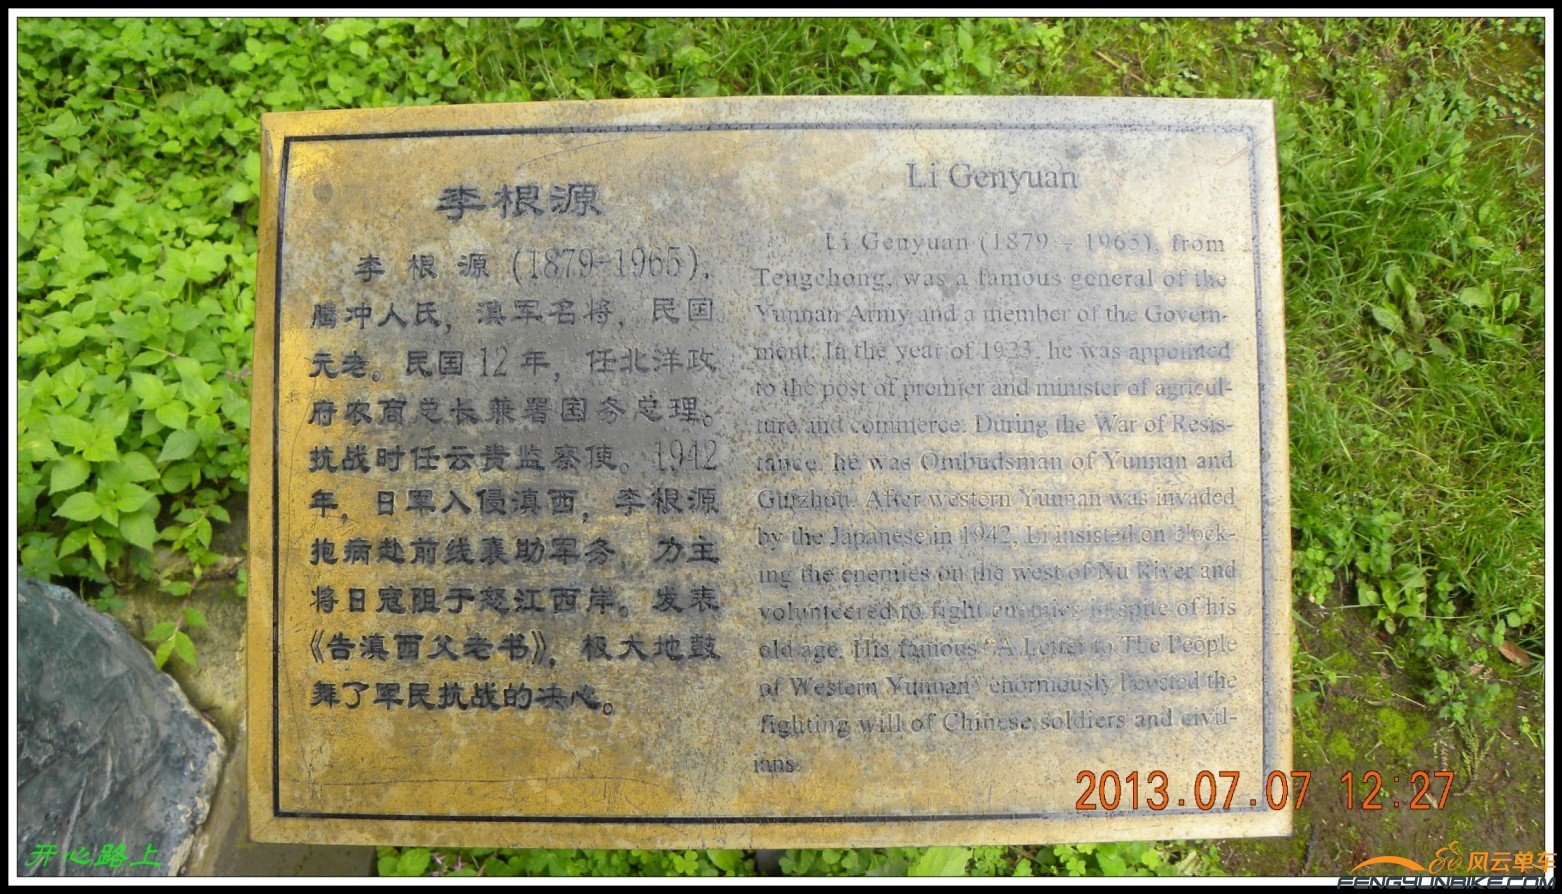 李根源
李根源(1879-1965),
腾冲人氏，滇军名将，民国
元老。民国12年，任北洋政
府农商总长兼署国务总理。
抗战时任云贵监察使。1942
年，日军入侵滇西，李根源
抱病赴前线襄助军务 力主
将日寇阻于怒江西岸。发表
《告滇西父老书》，极大地鼓
舞了军民抗战的决心。
Li Genyuan
Li Genyuan (1879 - 1965), from
Tengchong, was a famous general of the
Yunnan Army and a member of the Govern-
ment. In the year of 1923, he was appointed
to the post of premier and minister of agricul-
ture and commerce. During the War of Resis-
tance, he was Ombudsman of Yunnan and
Guizhou. After western Yunnan was invaded
by the Japanese in 1942, Li insisted on block-
ing the enemies on the west of Nu River and
volunteered to fight enemies in spite of his
old age. His famous "A Letter to The People
of Western Yunnan" enormously boosted the
fighting will of Chinese soldiers and civil-
ians
2013.07.07 12:27
开心路上
风云单车
FENGYUNBIKE.COM